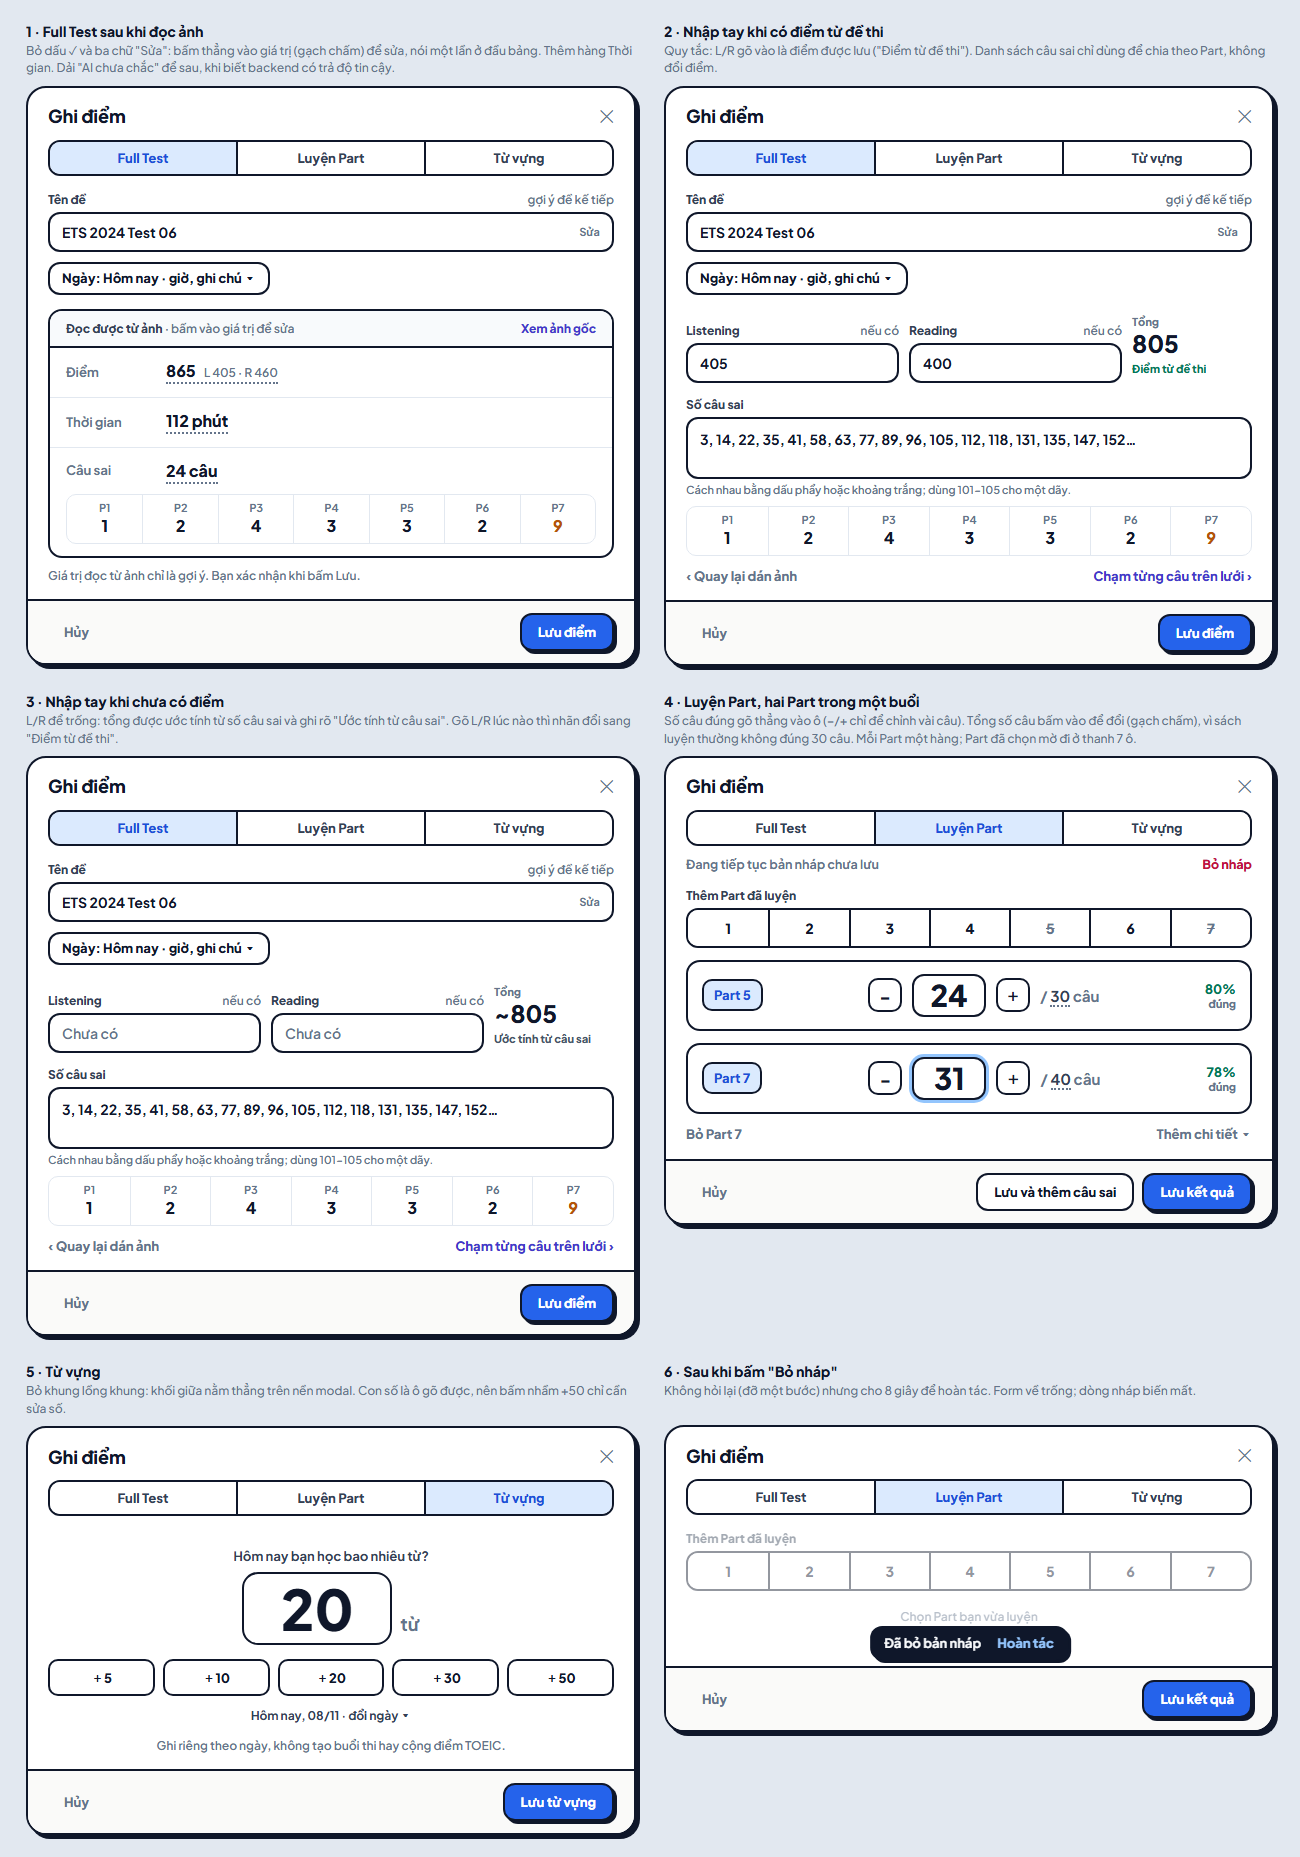 1 · Full Test sau khi đọc ảnh
Bỏ dấu ✓ và ba chữ "Sửa": bấm thẳng vào giá trị (gạch chấm) để sửa, nói một lần ở đầu bảng. Thêm hàng Thời
gian. Dải "AI chưa chắc" để sau, khi biết backend có trả độ tin cậy.
Ghi điểm
Full Test
Luyện Part
Từ vựng
Tên đề
gợi ý đề kế tiếp
ETS 2024 Test 06
Sửa
Ngày: Hôm nay · giờ, ghi chú
Đọc được từ ảnh · bấm vào giá trị để sửa
Xem ảnh gốc
Điểm
865 L 405 · R 460
Thời gian
112 phút
Câu sai
24 câu
P1 P2 P3 P4 P5 P6 P7
1 2 4 3 3 2 9
Giá trị đọc từ ảnh chỉ là gợi ý. Bạn xác nhận khi bấm Lưu.
Hủy
Lưu điểm
2 · Nhập tay khi có điểm từ đề thi
Quy tắc: L/R gõ vào là điểm được lưu ("Điểm từ đề thi"). Danh sách câu sai chỉ dùng để chia theo Part, không
đổi điểm.
Ghi điểm
Full Test
Luyện Part
Từ vựng
Tên đề
gợi ý đề kế tiếp
ETS 2024 Test 06
Sửa
Ngày: Hôm nay · giờ, ghi chú
Listening
nếu có
Reading
nếu có
Tổng
405
400
805
Điểm từ đề thi
Số câu sai
3, 14, 22, 35, 41, 58, 63, 77, 89, 96, 105, 112, 118, 131, 135, 147, 152...
Cách nhau bằng dấu phẩy hoặc khoảng trắng; dùng 101–105 cho một dãy.
P1 P2 P3 P4 P5 P6 P7
1 2 4 3 3 2 9
‹ Quay lại dán ảnh
Chạm từng câu trên lưới ›
Hủy
Lưu điểm
3 · Nhập tay khi chưa có điểm
L/R để trống: tổng được ước tính từ số câu sai và ghi rõ "Ước tính từ câu sai". Gõ L/R lúc nào thì nhãn đổi sang
"Điểm từ đề thi".
Ghi điểm
Full Test
Luyện Part
Từ vựng
Tên đề
gợi ý đề kế tiếp
ETS 2024 Test 06
Sửa
Ngày: Hôm nay · giờ, ghi chú
Listening
nếu có
Reading
nếu có
Tổng
Chưa có
Chưa có
~805
Ước tính từ câu sai
Số câu sai
3, 14, 22, 35, 41, 58, 63, 77, 89, 96, 105, 112, 118, 131, 135, 147, 152...
Cách nhau bằng dấu phẩy hoặc khoảng trắng; dùng 101–105 cho một dãy.
P1 P2 P3 P4 P5 P6 P7
1 2 4 3 3 2 9
‹ Quay lại dán ảnh
Chạm từng câu trên lưới ›
Hủy
Lưu điểm
4 · Luyện Part, hai Part trong một buổi
Số câu đúng gõ thẳng vào ô (–/+ chỉ để chỉnh vài câu). Tổng số câu bấm vào để đổi (gạch chấm), vì sách
luyện thường không đúng 30 câu. Mỗi Part một hàng; Part đã chọn mờ đi ở thanh 7 ô.
Ghi điểm
Full Test
Luyện Part
Từ vựng
Đang tiếp tục bản nháp chưa lưu
Bỏ nháp
Thêm Part đã luyện
1 2 3 4 5 6 7
Part 5
– 24 + / 30 câu
80%
đúng
Part 7
– 31 + / 40 câu
78%
đúng
Bỏ Part 7
Thêm chi tiết
Hủy
Lưu và thêm câu sai
Lưu kết quả
5 · Từ vựng
Bỏ khung lồng khung: khối giữa nằm thẳng trên nền modal. Con số là ô gõ được, nên bấm nhầm +50 chỉ cần
sửa số.
Ghi điểm
Full Test
Luyện Part
Từ vựng
Hôm nay bạn học bao nhiêu từ?
20 từ
+ 5
+ 10
+ 20
+ 30
+ 50
Hôm nay, 08/11 · đổi ngày
Ghi riêng theo ngày, không tạo buổi thi hay cộng điểm TOEIC.
Hủy
Lưu từ vựng
6 · Sau khi bấm "Bỏ nháp"
Không hỏi lại (đỡ một bước) nhưng cho 8 giây để hoàn tác. Form về trống; dòng nháp biến mất.
Ghi điểm
Full Test
Luyện Part
Từ vựng
Thêm Part đã luyện
1 2 3 4 5 6 7
Chọn Part bạn vừa luyện
Đã bỏ bản nháp
Hoàn tác
Hủy
Lưu kết quả